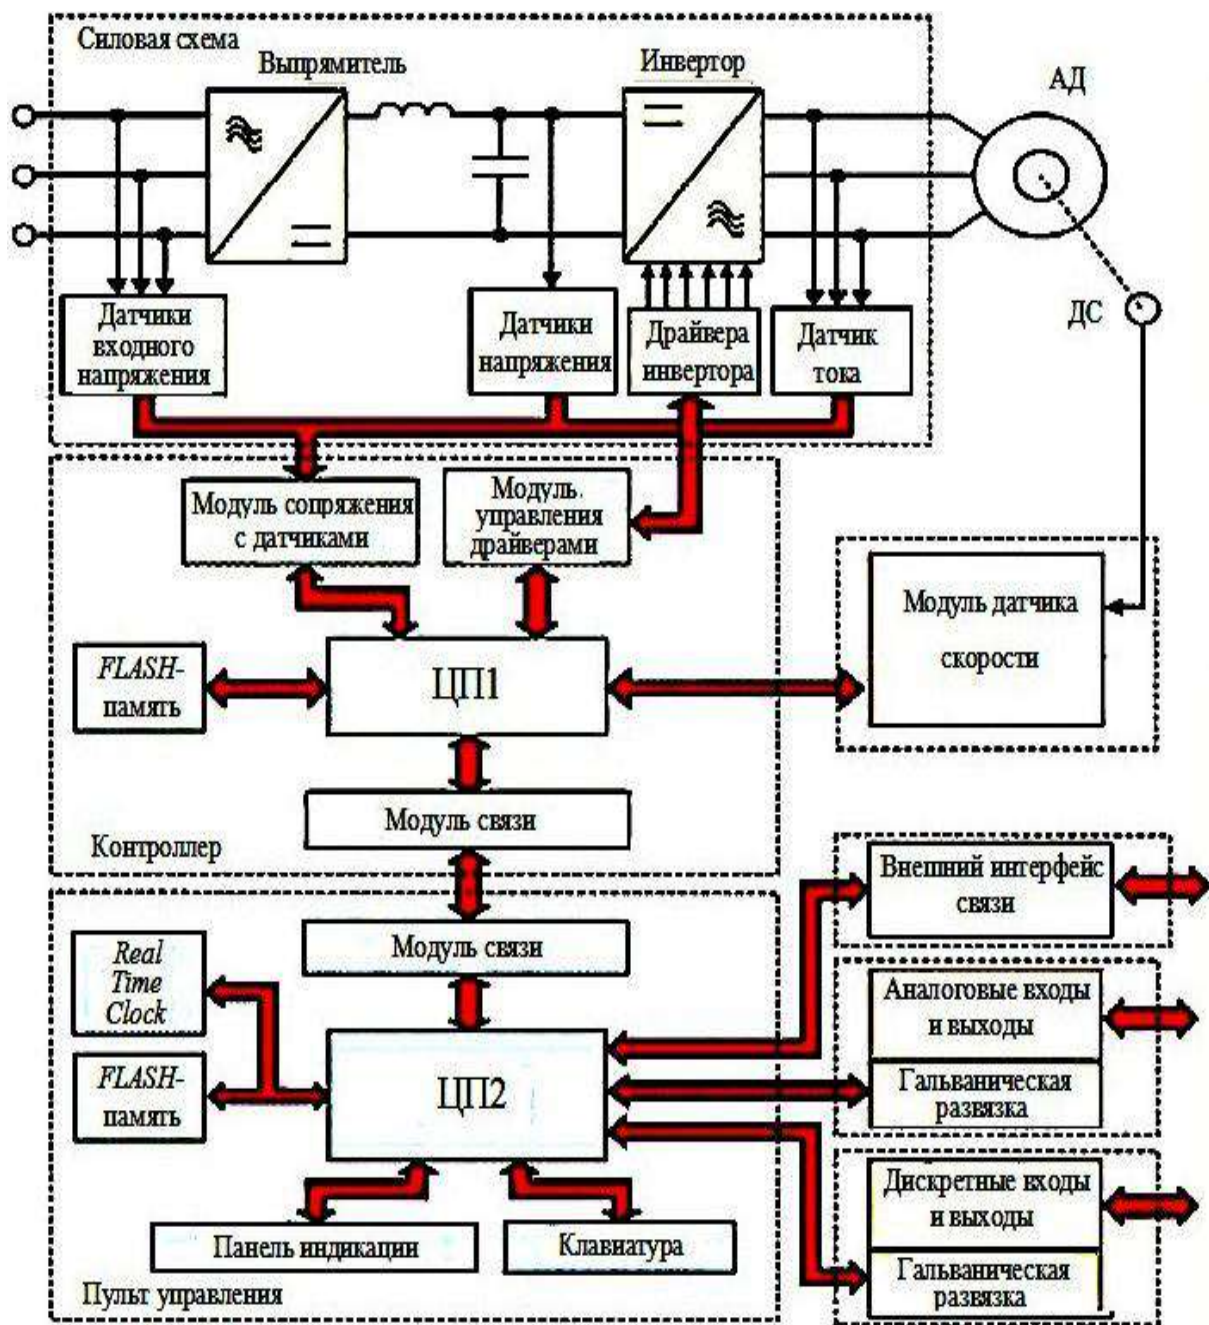 Силовая схема
Выпрямитель
Инвертор
АД
Датчики
входного
напряжения
Датчики
напряжения
Драйвера
инвертора
Датчик
тока
ДС
Модуль сопряжения
с датчиками
Модуль
управления
драйверами
Модуль датчика
скорости
FLASH-
память
ЦП1
Модуль связи
Контроллер
Внешний интерфейс
связи
Модуль связи
Real
Time
Clock
Аналоговые входы
и выходы
Гальваническая
развязка
FLASH-
память
ЦП2
Дискретные входы
и выходы
Гальваническая
развязка
Панель индикации
Клавиатура
Пульт управления